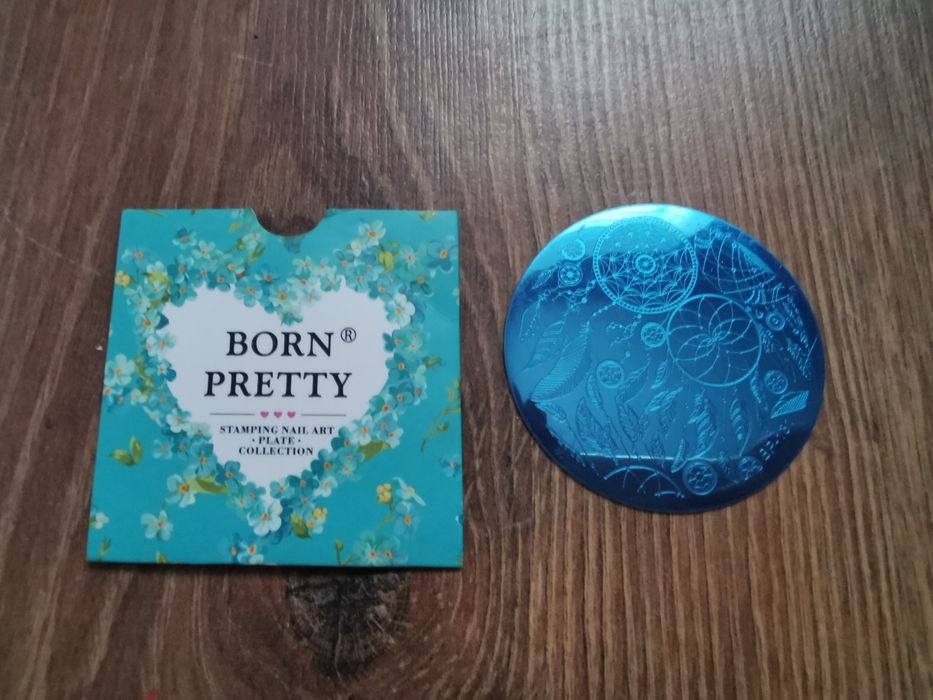 BORN®
PRETTY
STAMPING NAIL ART
· PLATE ·
COLLECTION